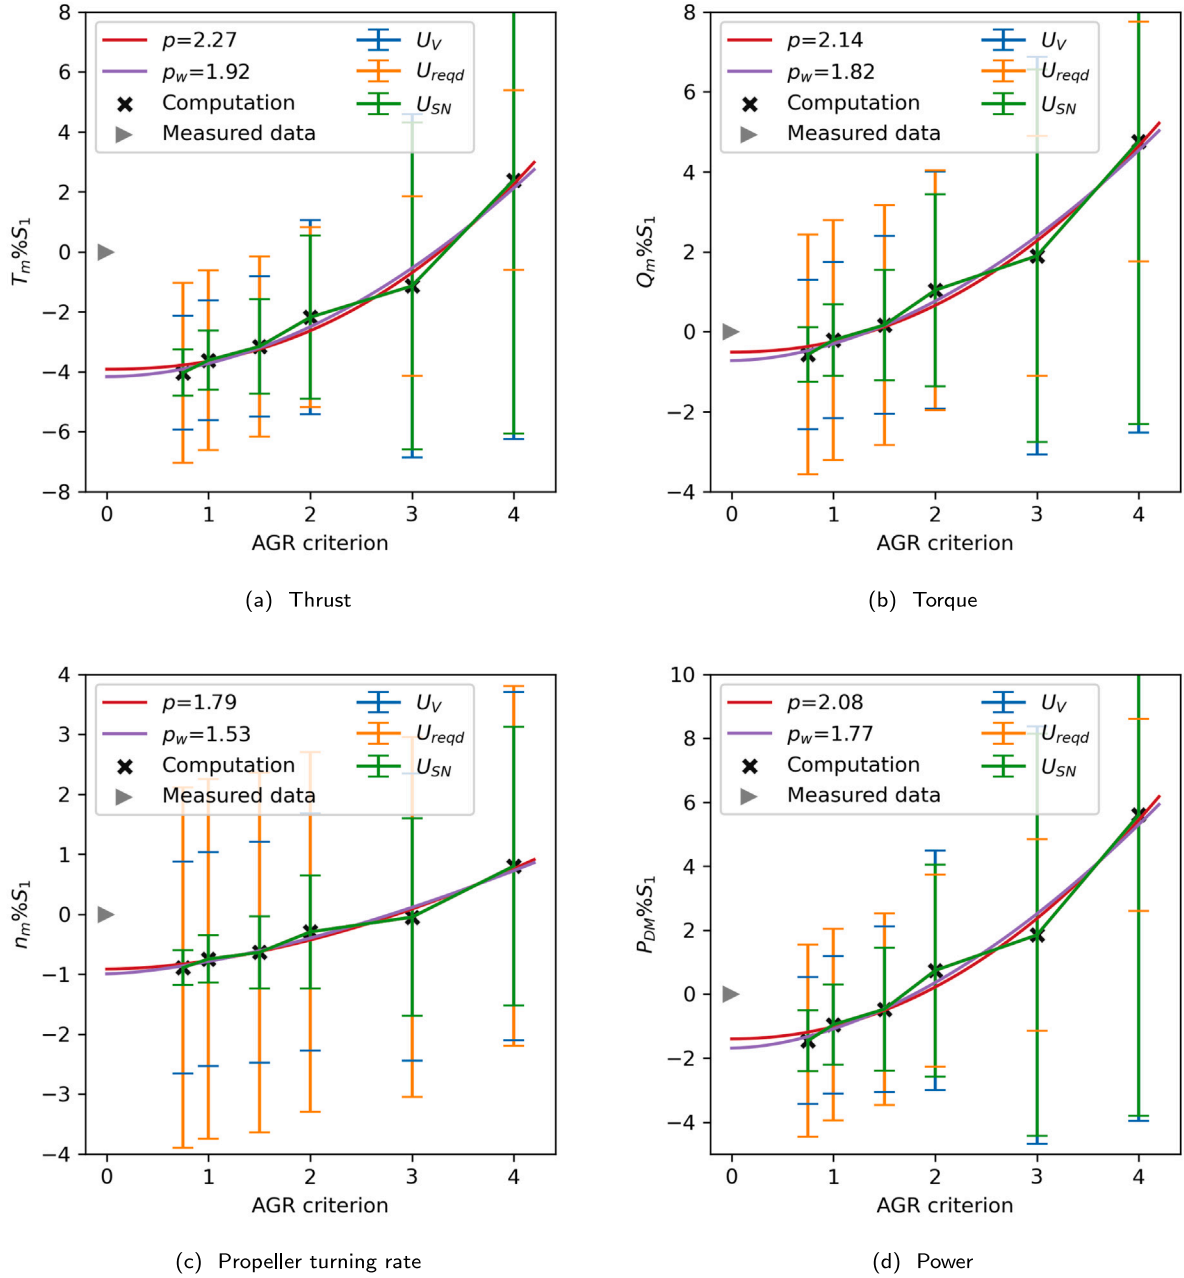 8
6
4
2
0
−2
−4
−6
−8
T_m%S_1
p=2.27
p_w=1.92
Computation
Measured data
U_V
U_reqd
U_SN
0 1 2 3 4
AGR criterion
(a) Thrust
8
6
4
2
0
−2
−4
Q_m%S_1
p=2.14
p_w=1.82
Computation
Measured data
U_V
U_reqd
U_SN
0 1 2 3 4
AGR criterion
(b) Torque
4
3
2
1
0
−1
−2
−3
−4
n_m%S_1
p=1.79
p_w=1.53
Computation
Measured data
U_V
U_reqd
U_SN
0 1 2 3 4
AGR criterion
(c) Propeller turning rate
10
8
6
4
2
0
−2
−4
P_DM%S_1
p=2.08
p_w=1.77
Computation
Measured data
U_V
U_reqd
U_SN
0 1 2 3 4
AGR criterion
(d) Power